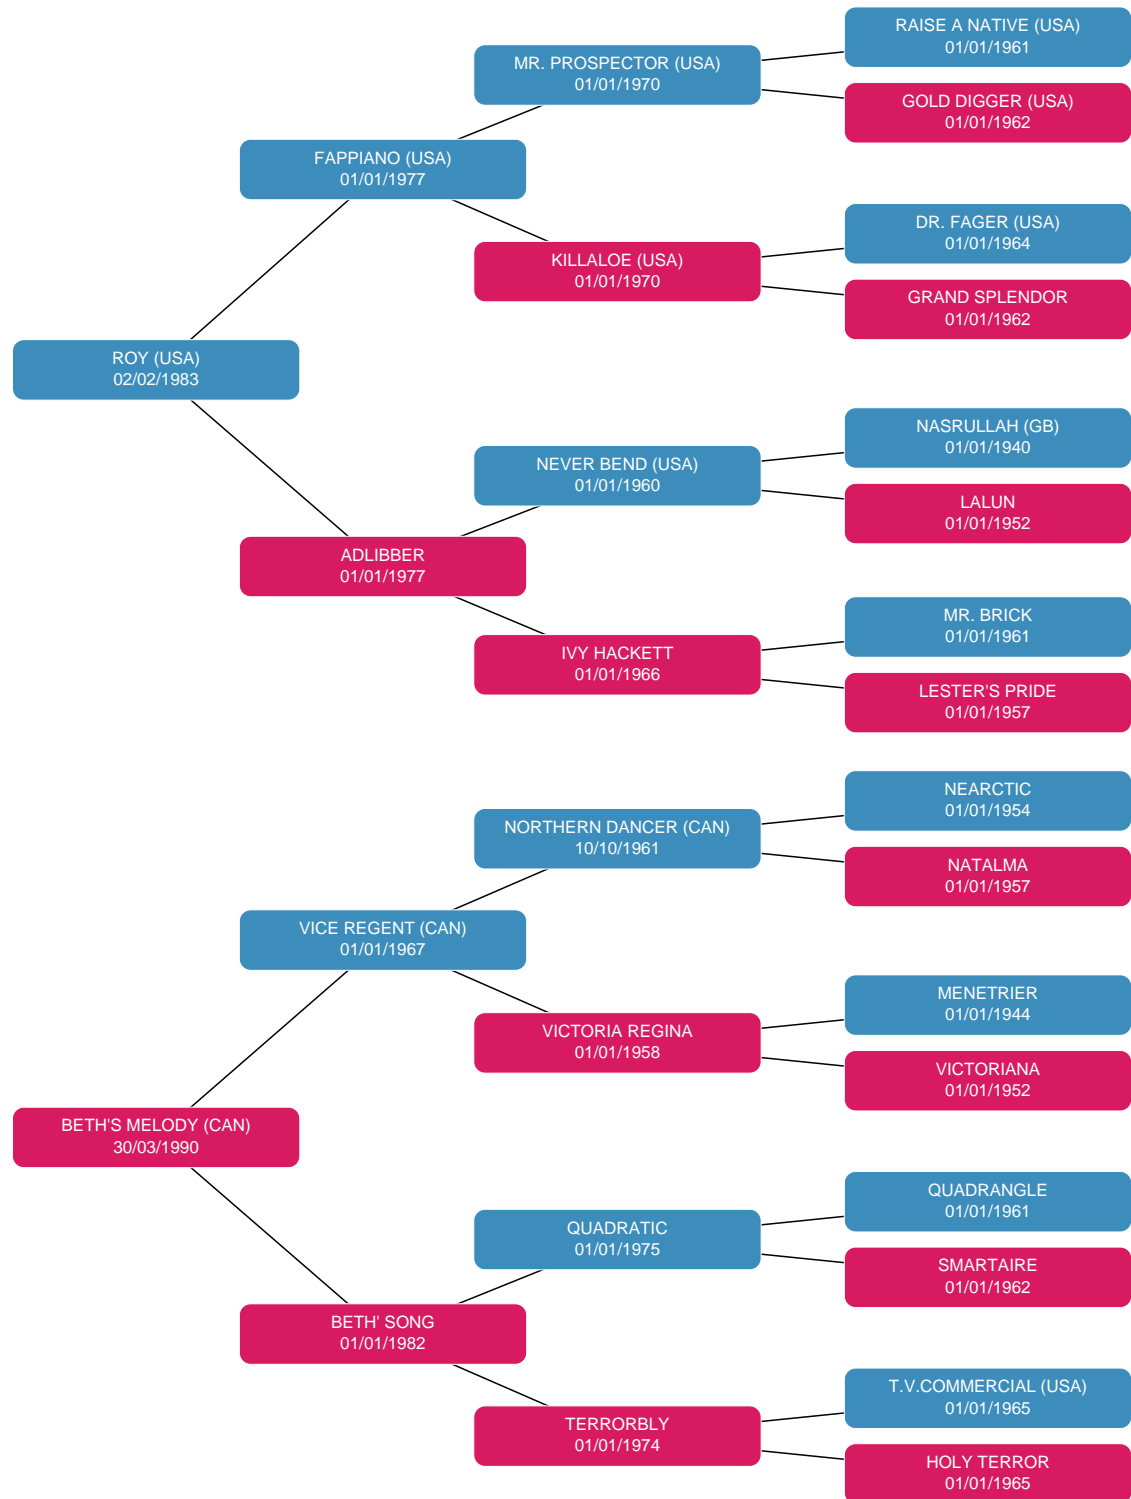 RAISE A NATIVE (USA)
01/01/1961
MR. PROSPECTOR (USA)
01/01/1970
GOLD DIGGER (USA)
01/01/1962
FAPPIANO (USA)
01/01/1977
DR. FAGER (USA)
01/01/1964
KILLALOE (USA)
01/01/1970
GRAND SPLENDOR
01/01/1962
ROY (USA)
02/02/1983
NASRULLAH (GB)
01/01/1940
NEVER BEND (USA)
01/01/1960
LALUN
01/01/1952
ADLIBBER
01/01/1977
MR. BRICK
01/01/1961
IVY HACKETT
01/01/1966
LESTER'S PRIDE
01/01/1957
NEARCTIC
01/01/1954
NORTHERN DANCER (CAN)
10/10/1961
NATALMA
01/01/1957
VICE REGENT (CAN)
01/01/1967
MENETRIER
01/01/1944
VICTORIA REGINA
01/01/1958
VICTORIANA
01/01/1952
BETH'S MELODY (CAN)
30/03/1990
QUADRANGLE
01/01/1961
QUADRATIC
01/01/1975
SMARTAIRE
01/01/1962
BETH' SONG
01/01/1982
T.V.COMMERCIAL (USA)
01/01/1965
TERRORBLY
01/01/1974
HOLY TERROR
01/01/1965